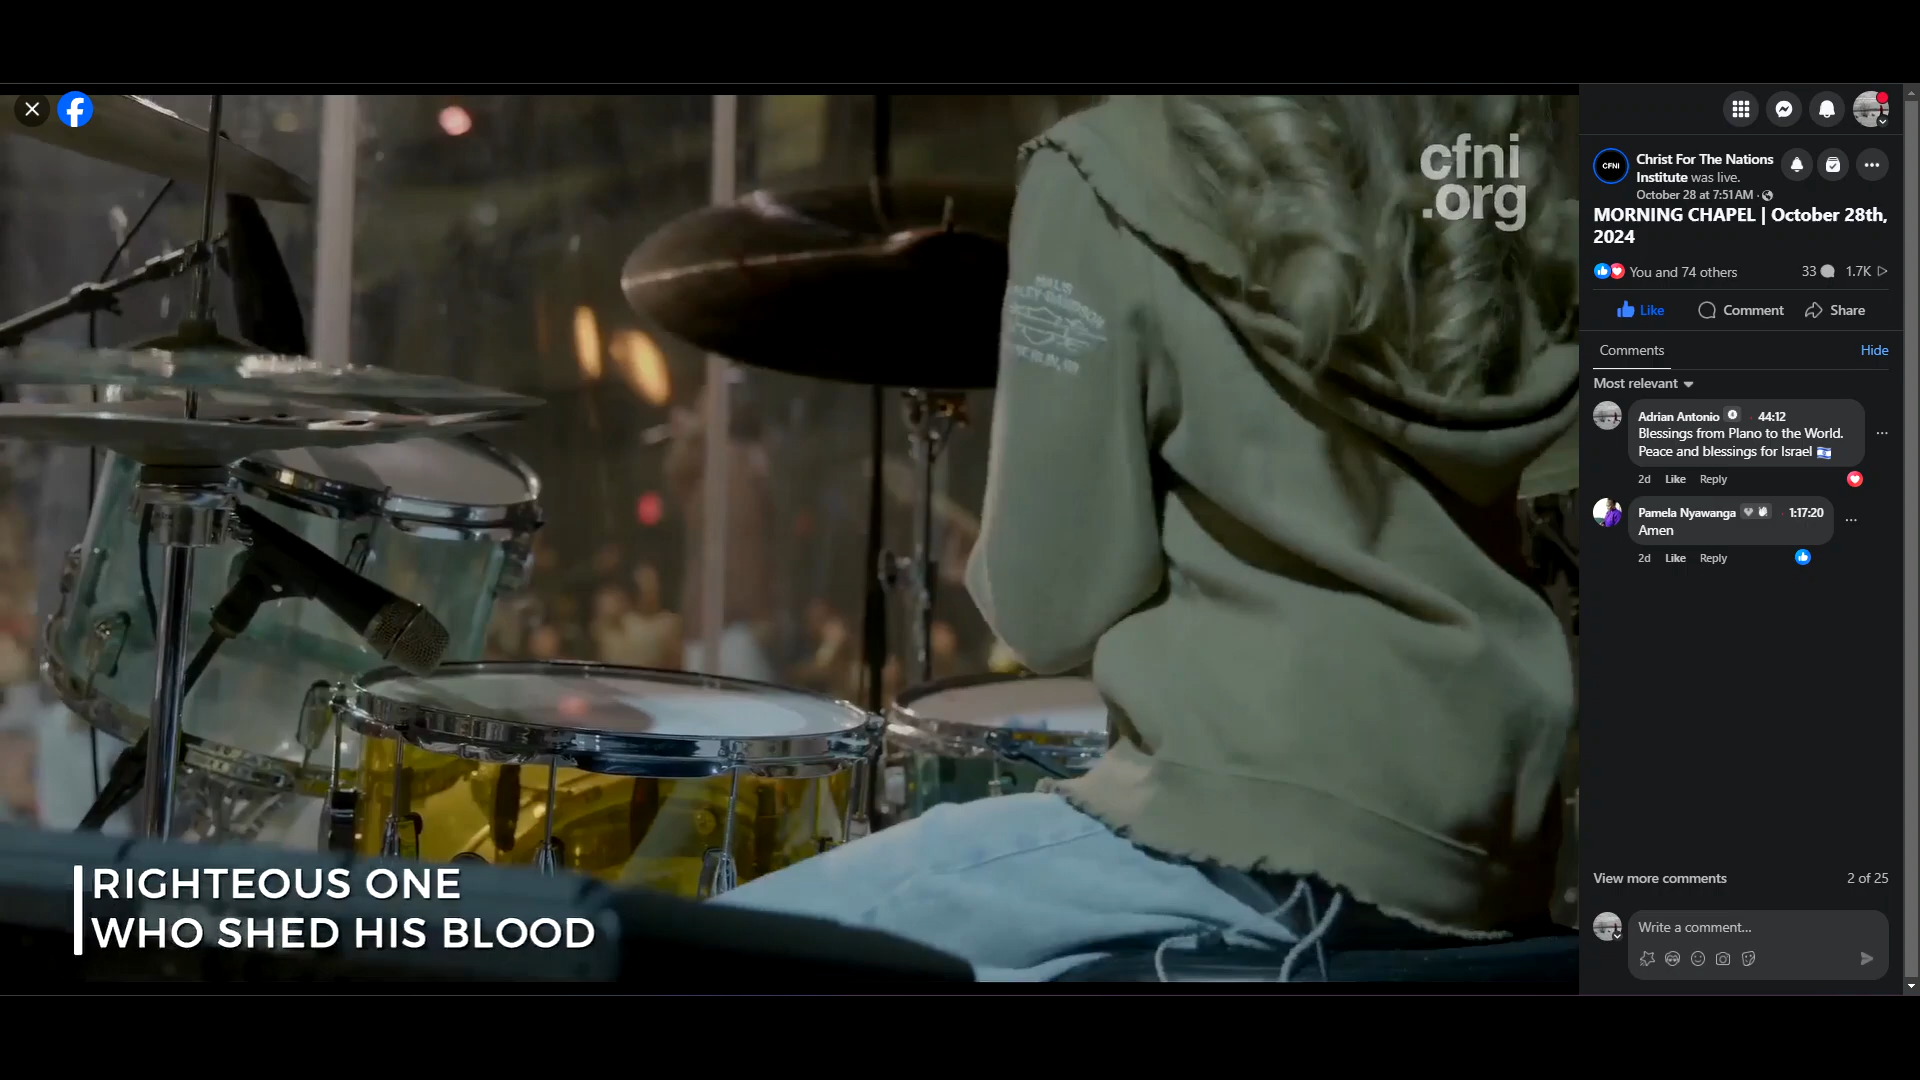 cfni
.org
RIGHTEOUS ONE
WHO SHED HIS BLOOD
CFNI
Christ For The Nations
Institute was live.
October 28 at 7:51 AM ·
MORNING CHAPEL | October 28th,
2024
You and 74 others
33
1.7K
Like
Comment
Share
Comments
Hide
Most relevant
Adrian Antonio · 44:12
Blessings from Plano to the World.
Peace and blessings for Israel 🇮🇱
2d Like Reply
Pamela Nyawanga · 1:17:20
Amen
2d Like Reply
View more comments
2 of 25
Write a comment...